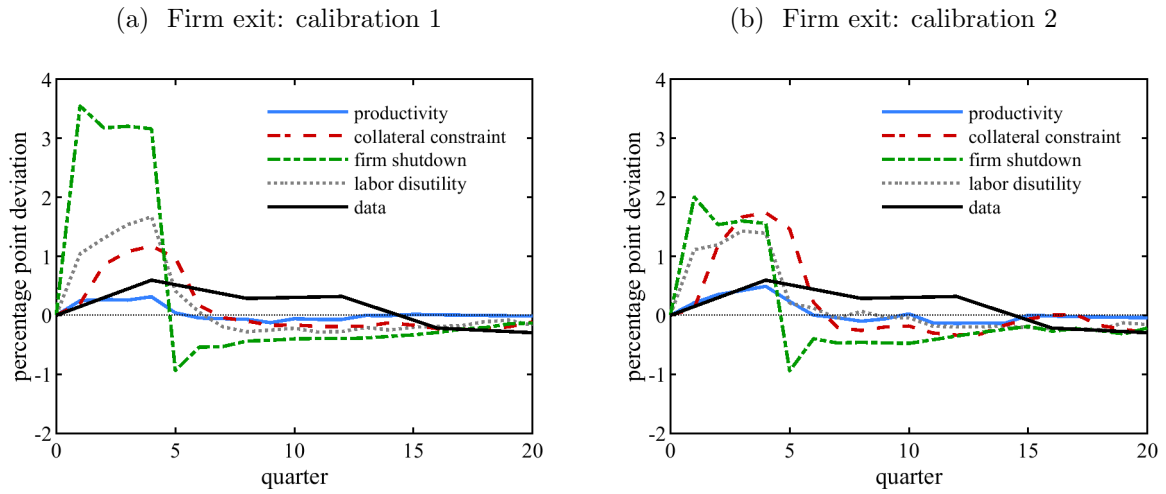 (a) Firm exit: calibration 1
percentage point deviation
4
3
2
1
0
-1
-2
productivity
collateral constraint
firm shutdown
labor disutility
data
0 5 10 15 20
quarter
(b) Firm exit: calibration 2
percentage point deviation
4
3
2
1
0
-1
-2
productivity
collateral constraint
firm shutdown
labor disutility
data
0 5 10 15 20
quarter